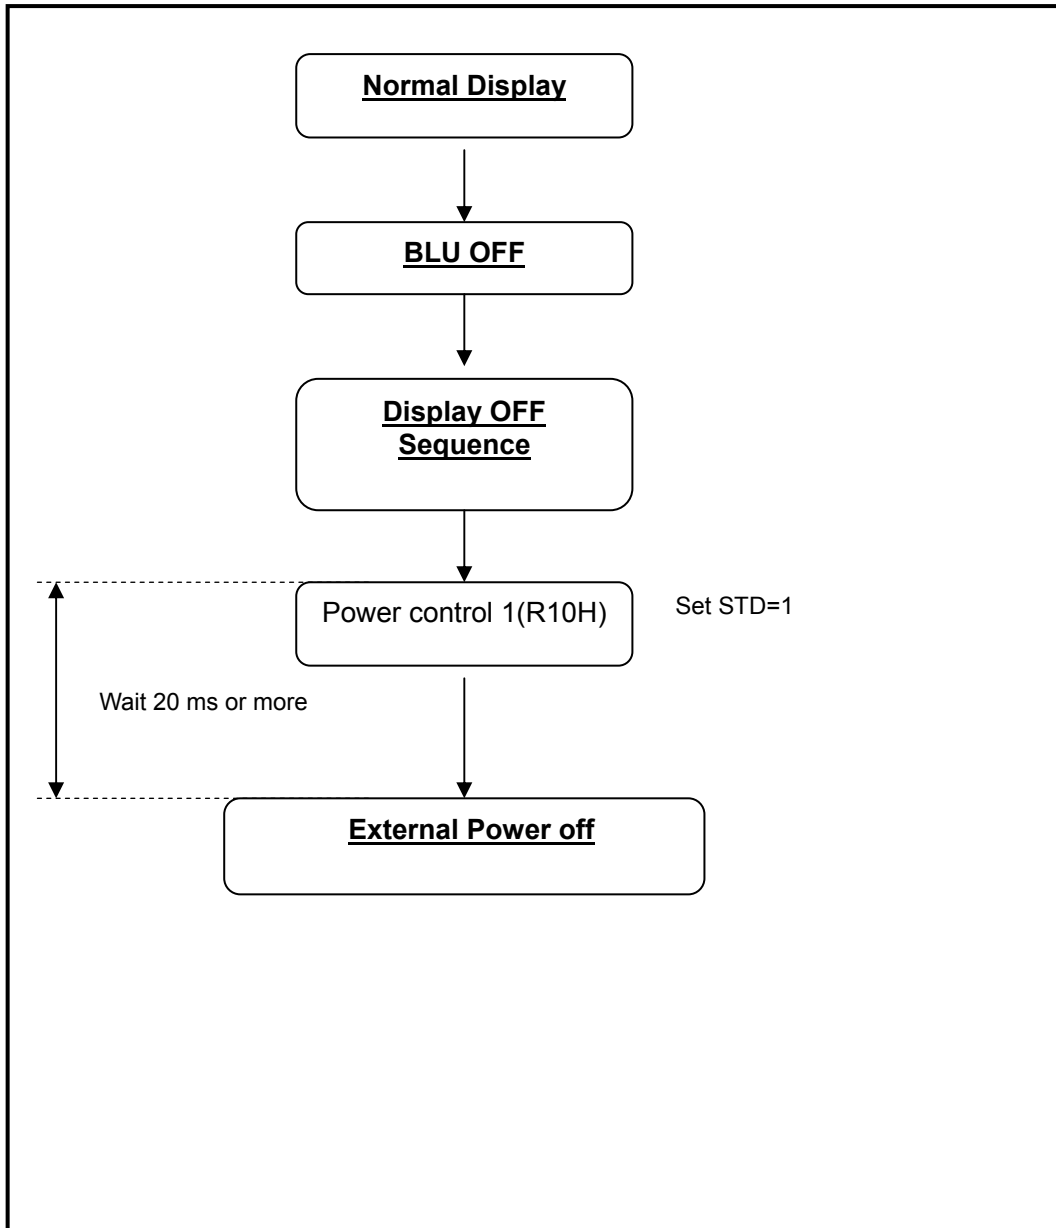 Normal Display
BLU OFF
Display OFF
Sequence
Power control 1(R10H)
Set STD=1
Wait 20 ms or more
External Power off